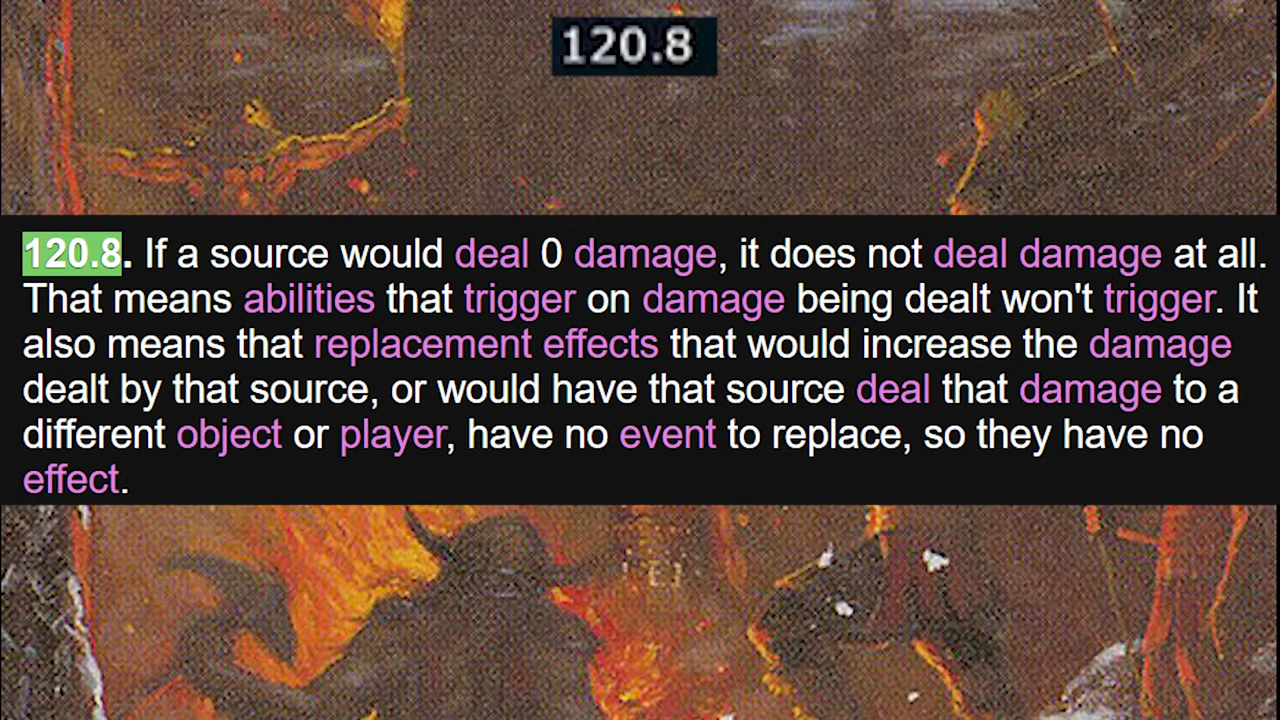 120.8
120.8. If a source would deal 0 damage, it does not deal damage at all.
That means abilities that trigger on damage being dealt won't trigger. It
also means that replacement effects that would increase the damage
dealt by that source, or would have that source deal that damage to a
different object or player, have no event to replace, so they have no
effect.